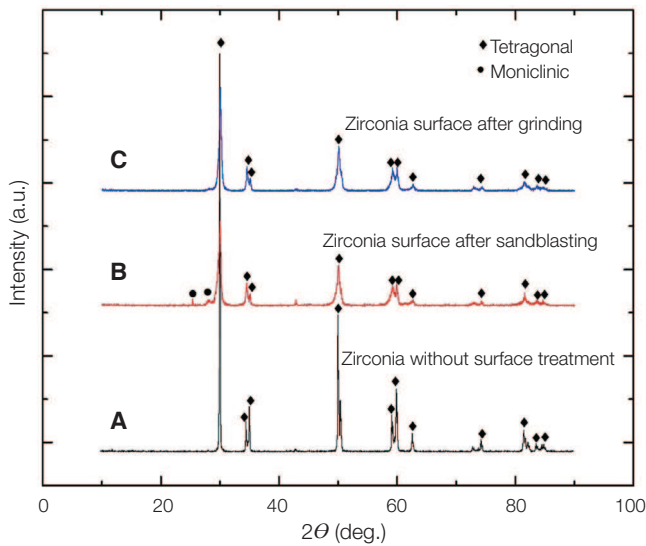 ◆ Tetragonal
● Moniclinic
Zirconia surface after grinding
C
Zirconia surface after sandblasting
B
Zirconia without surface treatment
A
Intensity (a.u.)
0 20 40 60 80 100
2Θ (deg.)